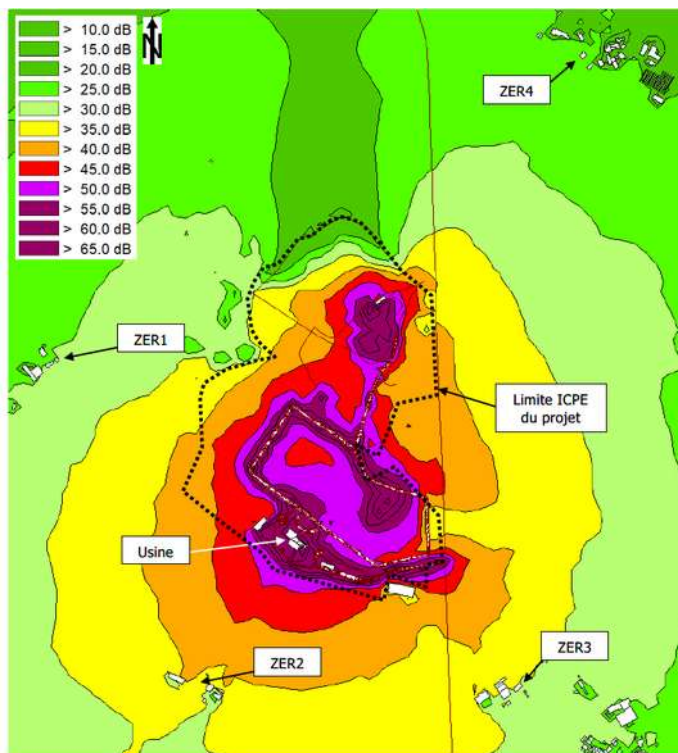 > 10.0 dB
> 15.0 dB
> 20.0 dB
> 25.0 dB
> 30.0 dB
> 35.0 dB
> 40.0 dB
> 45.0 dB
> 50.0 dB
> 55.0 dB
> 60.0 dB
> 65.0 dB
N
ZER4
ZER1
Limite ICPE
du projet
Usine
ZER2
ZER3